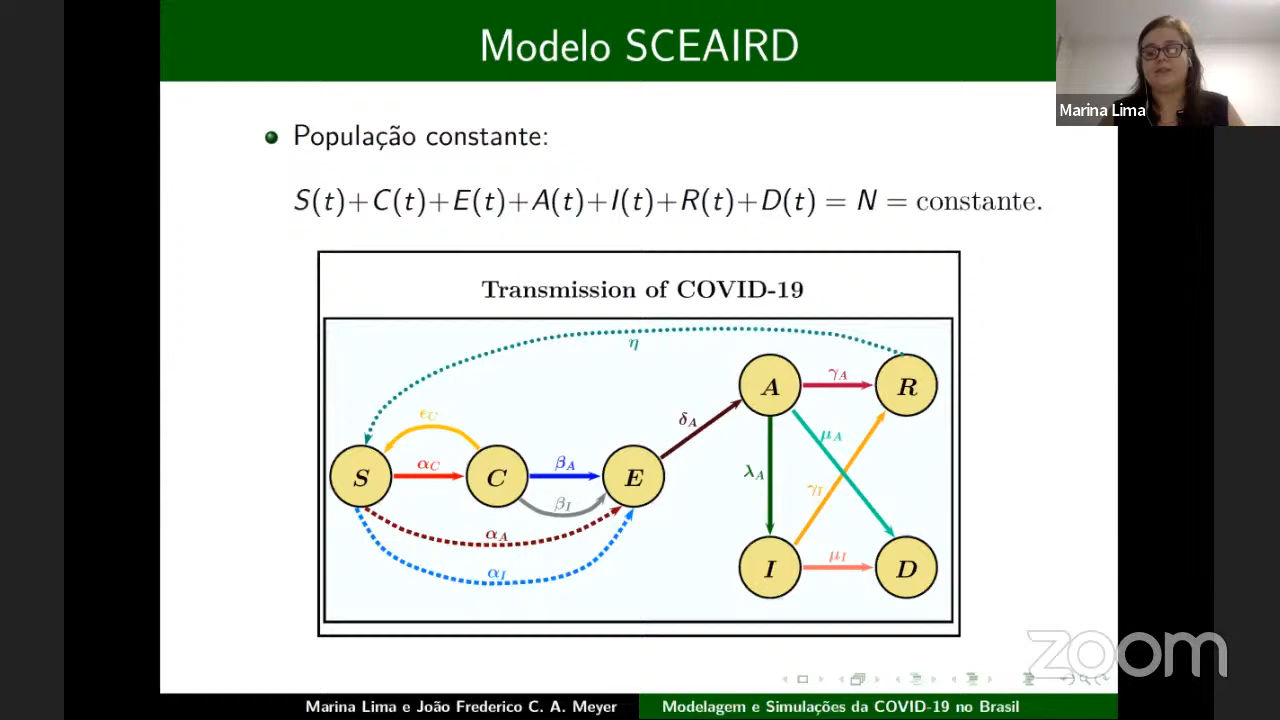 Modelo SCEAIRD
Marina Lima
População constante:
S(t)+C(t)+E(t)+A(t)+I(t)+R(t)+D(t) = N = constante.
Transmission of COVID-19
η
A
γ_A
R
ϵ_C
δ_A
μ_A
S
α_C
C
β_A
E
λ_A
β_I
γ_I
α_A
α_I
I
μ_I
D
zoom
Marina Lima e João Frederico C. A. Meyer
Modelagem e Simulações da COVID-19 no Brasil